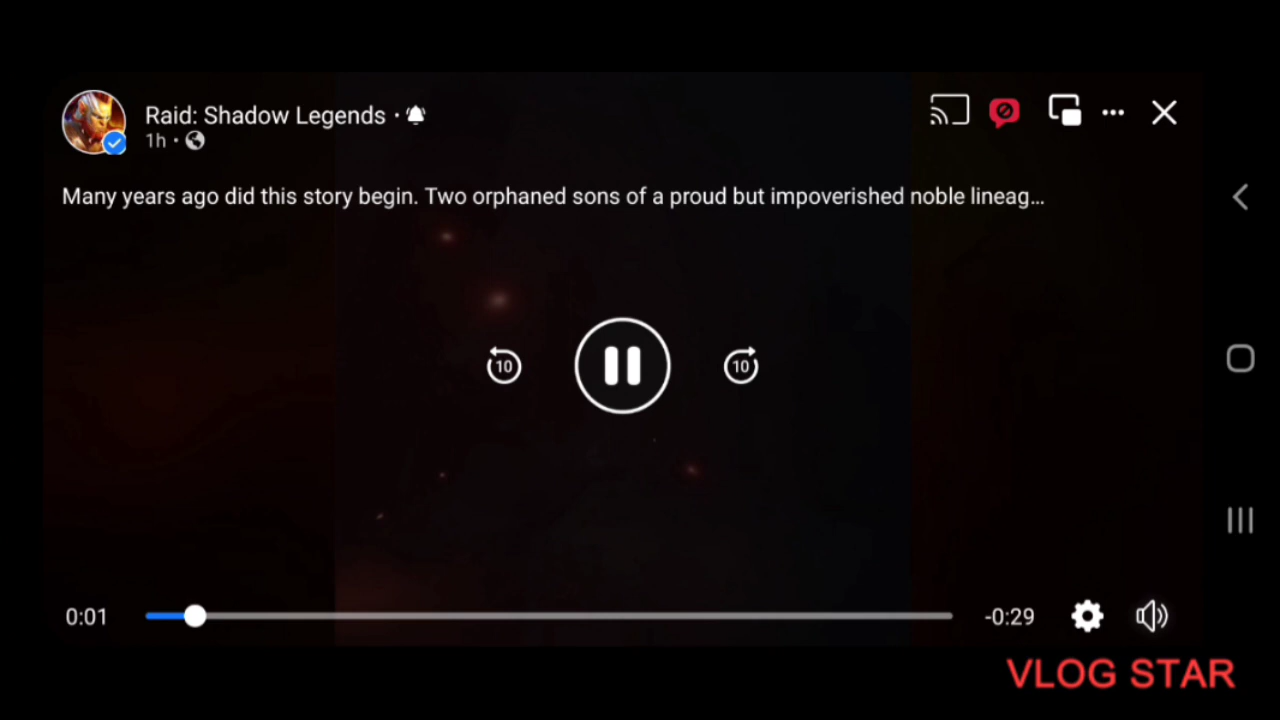 Raid: Shadow Legends ·
1h ·
Many years ago did this story begin. Two orphaned sons of a proud but impoverished noble lineag...
10
10
0:01
-0:29
VLOG STAR